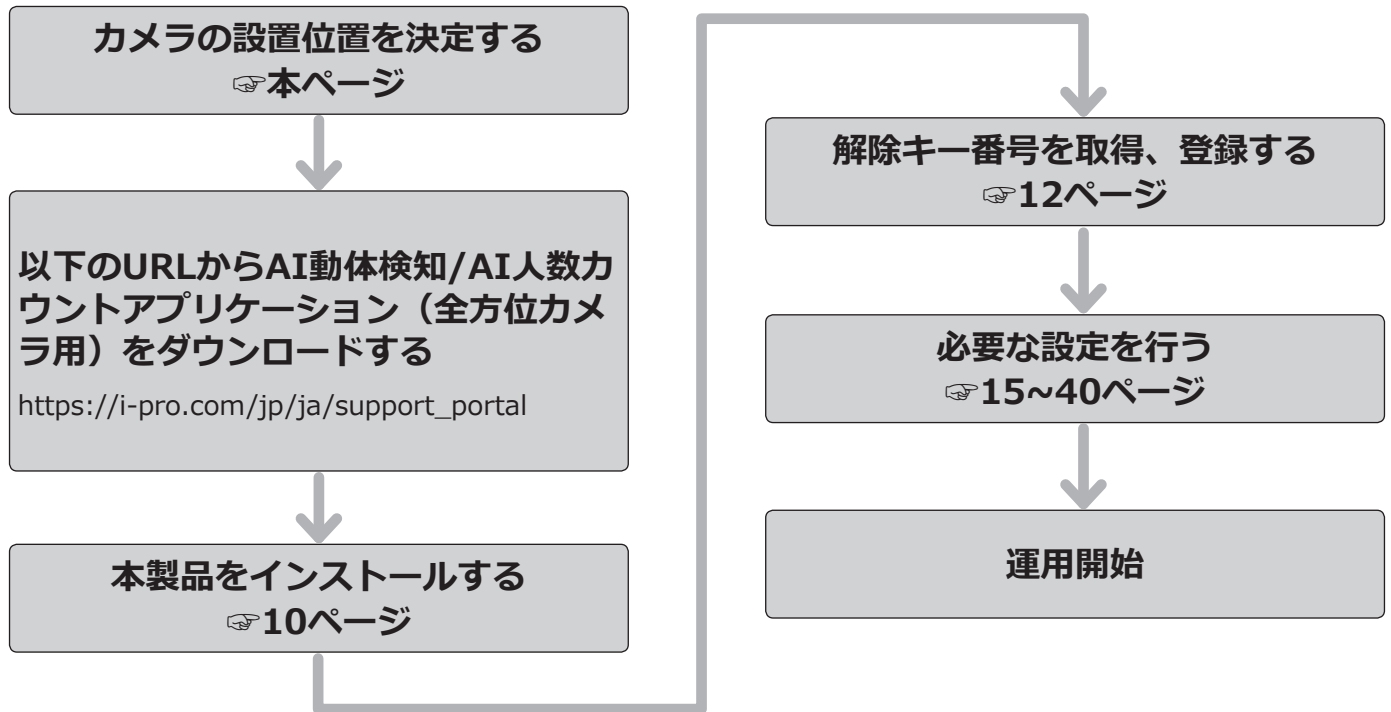 カメラの設置位置を決定する
☞本ページ
以下のURLからAI動体検知/AI人数カ
ウントアプリケーション（全方位カメ
ラ用）をダウンロードする
https://i-pro.com/jp/ja/support_portal
本製品をインストールする
☞10ページ
解除キー番号を取得、登録する
☞12ページ
必要な設定を行う
☞15~40ページ
運用開始